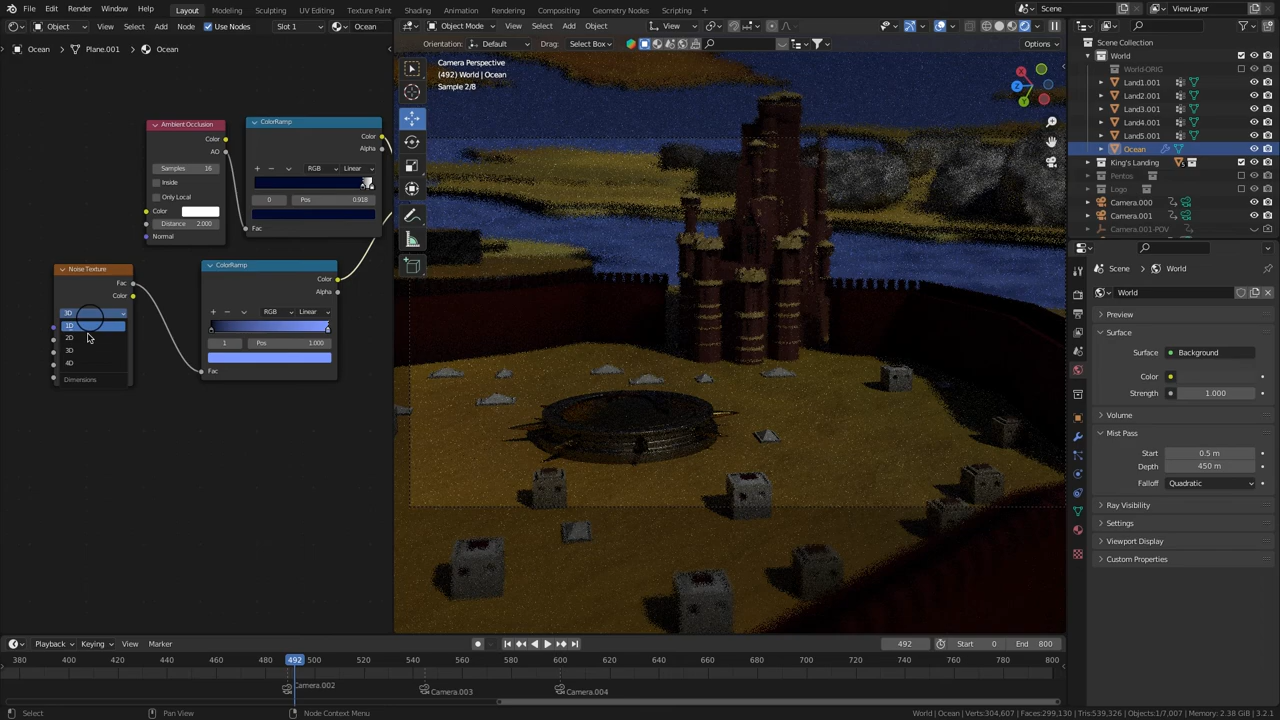 File Edit Render Window Help
Layout Modeling Sculpting UV Editing Texture Paint Shading Animation Rendering Compositing Geometry Nodes Scripting +
Scene ViewLayer
View Select Add Node Use Nodes Slot 1 Ocean
Object Mode View Select Add Object View
Ocean > Plane.001 > Ocean
Orientation: Default Drag: Select Box Options
Camera Perspective
(492) World | Ocean
Sample 2/8
Ambient Occlusion
Color
AO
Samples 16
Inside
Only Local
Color
Distance 2.000
Normal
ColorRamp
Color
Alpha
+ − RGB Linear
0 Pos 0.918
Fac
Noise Texture
Fac
Color
3D
1D
2D
3D
4D
Dimensions
ColorRamp
Color
Alpha
+ − RGB Linear
1 Pos 1.000
Fac
Z
Y
Scene Collection
World
World-ORIG
Land1.001
Land2.001
Land3.001
Land4.001
Land5.001
Ocean
King's Landing
Pentos
Logo
Camera.000
Camera.001
Camera.001-POV
Scene > World
World
Preview
Surface
Surface Background
Color
Strength 1.000
Volume
Mist Pass
Start 0.5 m
Depth 450 m
Falloff Quadratic
Ray Visibility
Settings
Viewport Display
Custom Properties
Playback Keying View Marker 492 Start 0 End 800
380 400 420 440 460 480 492 500 520 540 560 580 600 620 640 660 680 700 720 740 760 780 800
Camera.002 Camera.003 Camera.004
Select Pan View Node Context Menu World | Ocean | Verts:304,607 | Faces:299,130 | Tris:539,326 | Objects:1/7,007 | Memory: 2.38 GiB | 3.2.1